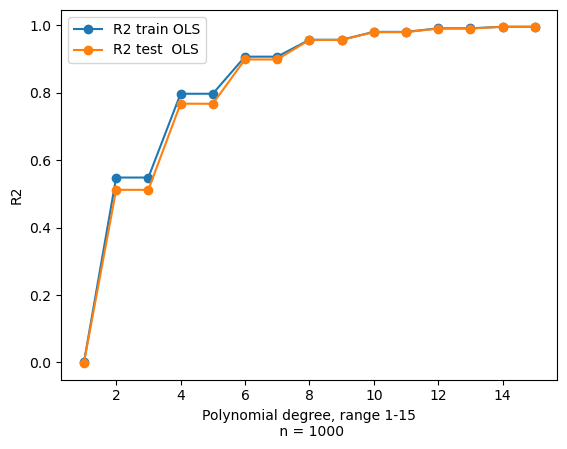 R2 train OLS
R2 test  OLS
1.0
0.8
0.6
0.4
0.2
0.0
R2
2 4 6 8 10 12 14
Polynomial degree, range 1-15
n = 1000